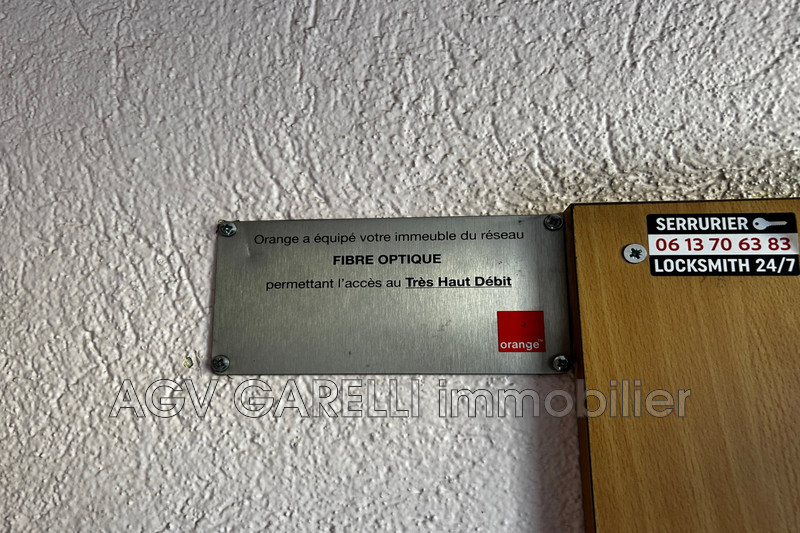 Orange a équipé votre immeuble du réseau
FIBRE OPTIQUE
permettant l'accès au Très Haut Débit
orange™
SERRURIER
06 13 70 63 83
LOCKSMITH 24/7
AGV GARELLI immobilier